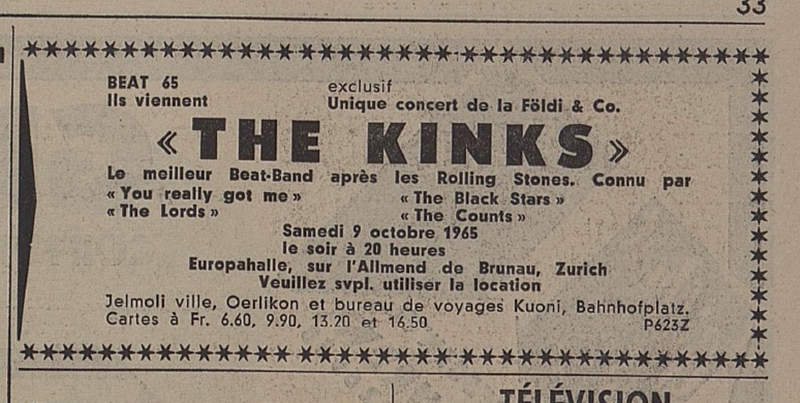 33
BEAT 65 exclusif
Ils viennent Unique concert de la Földi & Co.
« THE KINKS »
Le meilleur Beat-Band après les Rolling Stones. Connu par
« You really got me » « The Black Stars »
« The Lords » « The Counts »
Samedi 9 octobre 1965
le soir à 20 heures
Europahalle, sur l'Allmend de Brunau, Zurich
Veuillez svpl. utiliser la location
Jelmoli ville, Oerlikon et bureau de voyages Kuoni, Bahnhofplatz.
Cartes à Fr. 6.60, 9.90, 13.20 et 16.50 P623Z
TÉLÉVISION